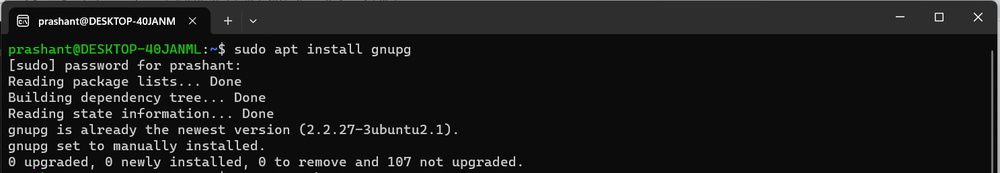 prashant@DESKTOP-40JANM
prashant@DESKTOP-40JANML:~$ sudo apt install gnupg
[sudo] password for prashant:
Reading package lists... Done
Building dependency tree... Done
Reading state information... Done
gnupg is already the newest version (2.2.27-3ubuntu2.1).
gnupg set to manually installed.
0 upgraded, 0 newly installed, 0 to remove and 107 not upgraded.